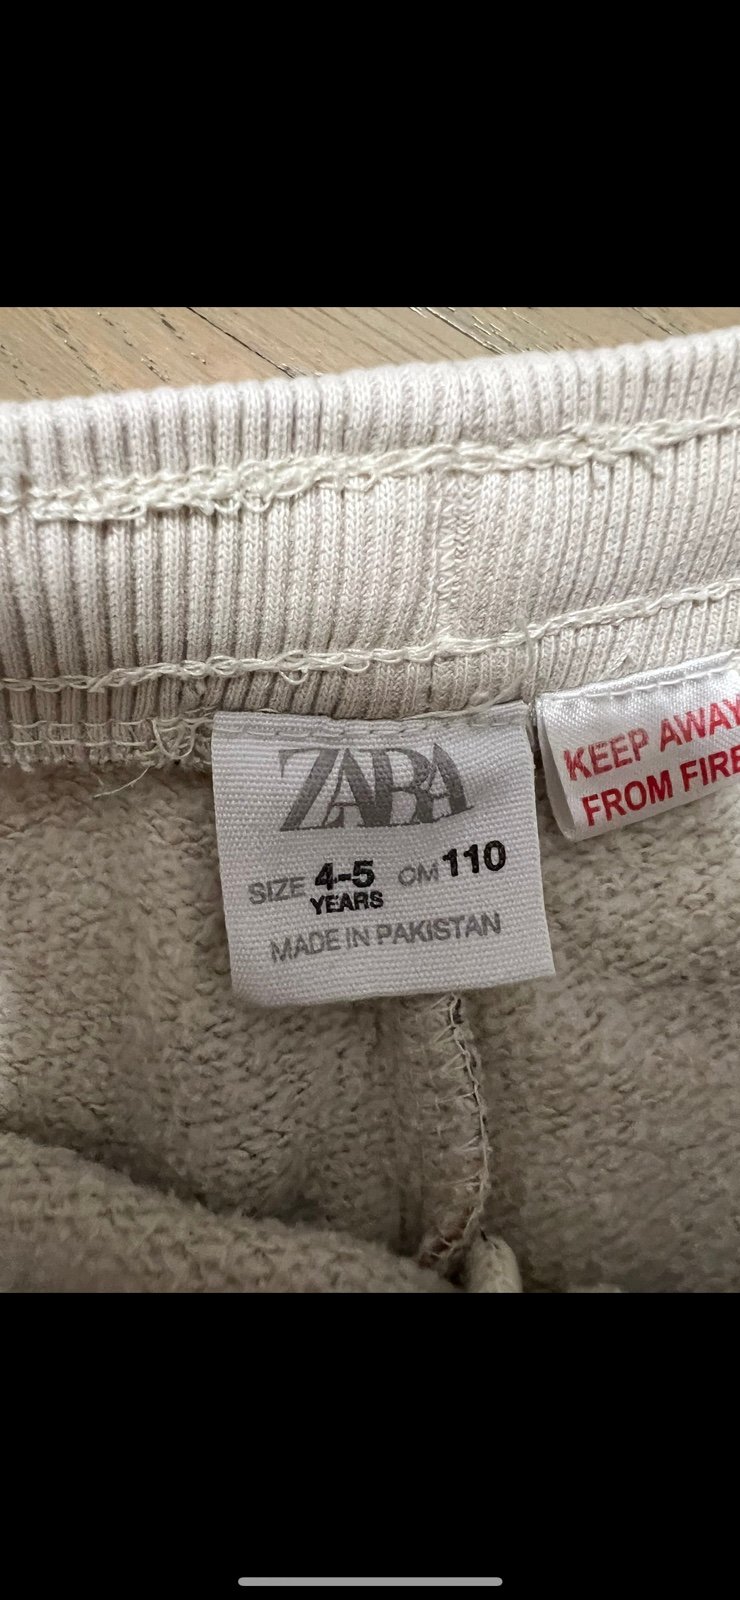 ZARA
SIZE 4-5 CM 110
YEARS
MADE IN PAKISTAN
KEEP AWAY
FROM FIRE